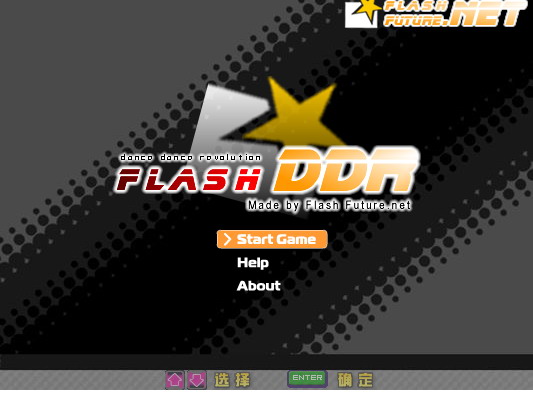 FLASH
FUTURE.NET
dance dance revolution
FLASH DDR
Made by Flash Future.net
Start Game
Help
About
选择 ENTER 确定